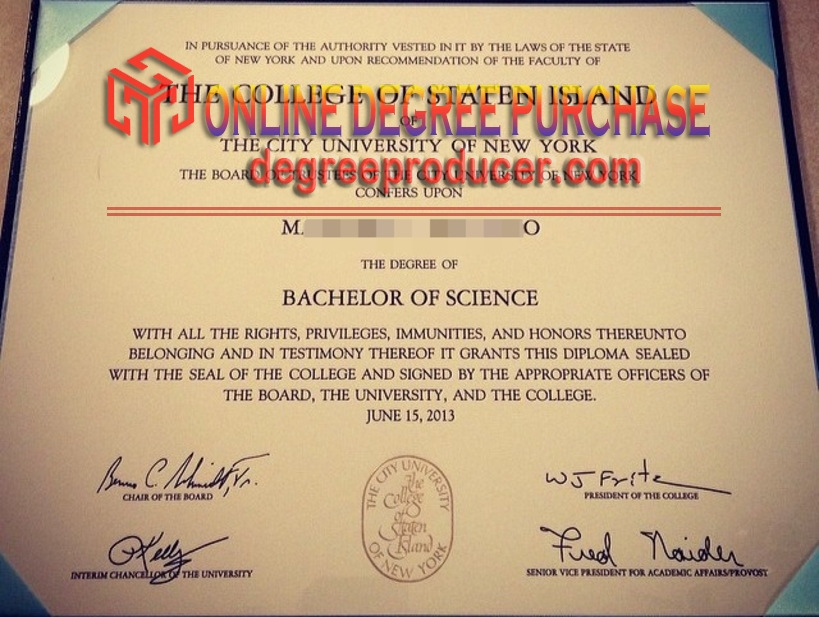 IN PURSUANCE OF THE AUTHORITY VESTED IN IT BY THE LAWS OF THE STATE
OF NEW YORK AND UPON RECOMMENDATION OF THE FACULTY OF
THE COLLEGE OF STATEN ISLAND
ONLINE DEGREE PURCHASE
OF
THE CITY UNIVERSITY OF NEW YORK
degreeproducer.com
THE BOARD OF TRUSTEES OF THE CITY UNIVERSITY OF NEW YORK
CONFERS UPON
THE DEGREE OF
BACHELOR OF SCIENCE
WITH ALL THE RIGHTS, PRIVILEGES, IMMUNITIES, AND HONORS THEREUNTO
BELONGING AND IN TESTIMONY THEREOF IT GRANTS THIS DIPLOMA SEALED
WITH THE SEAL OF THE COLLEGE AND SIGNED BY THE APPROPRIATE OFFICERS OF
THE BOARD, THE UNIVERSITY, AND THE COLLEGE.
JUNE 15, 2013
CHAIR OF THE BOARD
PRESIDENT OF THE COLLEGE
THE CITY UNIVERSITY
The
College
of
Staten
Island
OF NEW YORK
INTERIM CHANCELLOR OF THE UNIVERSITY
SENIOR VICE PRESIDENT FOR ACADEMIC AFFAIRS/PROVOST